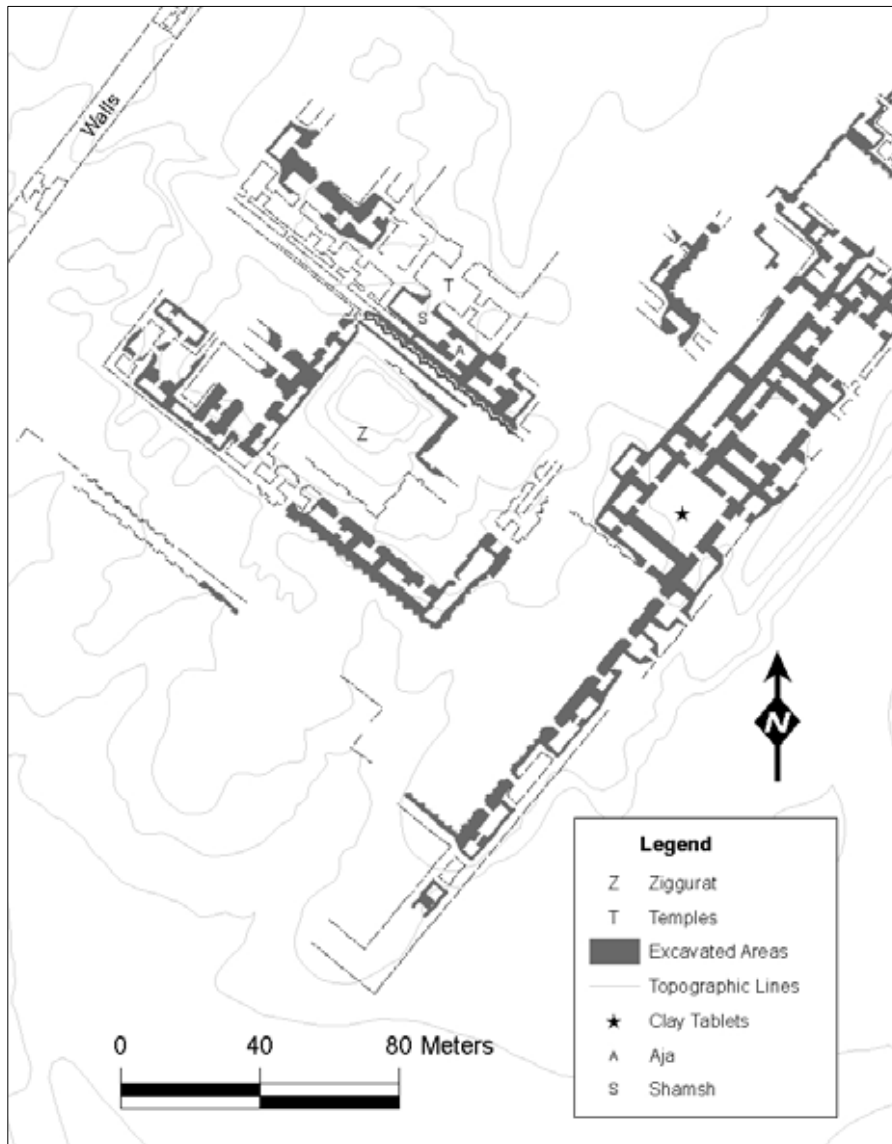 Walls
T
S
A
Z
N
Legend
Z Ziggurat
T Temples
Excavated Areas
Topographic Lines
★ Clay Tablets
A Aja
S Shamsh
0 40 80 Meters